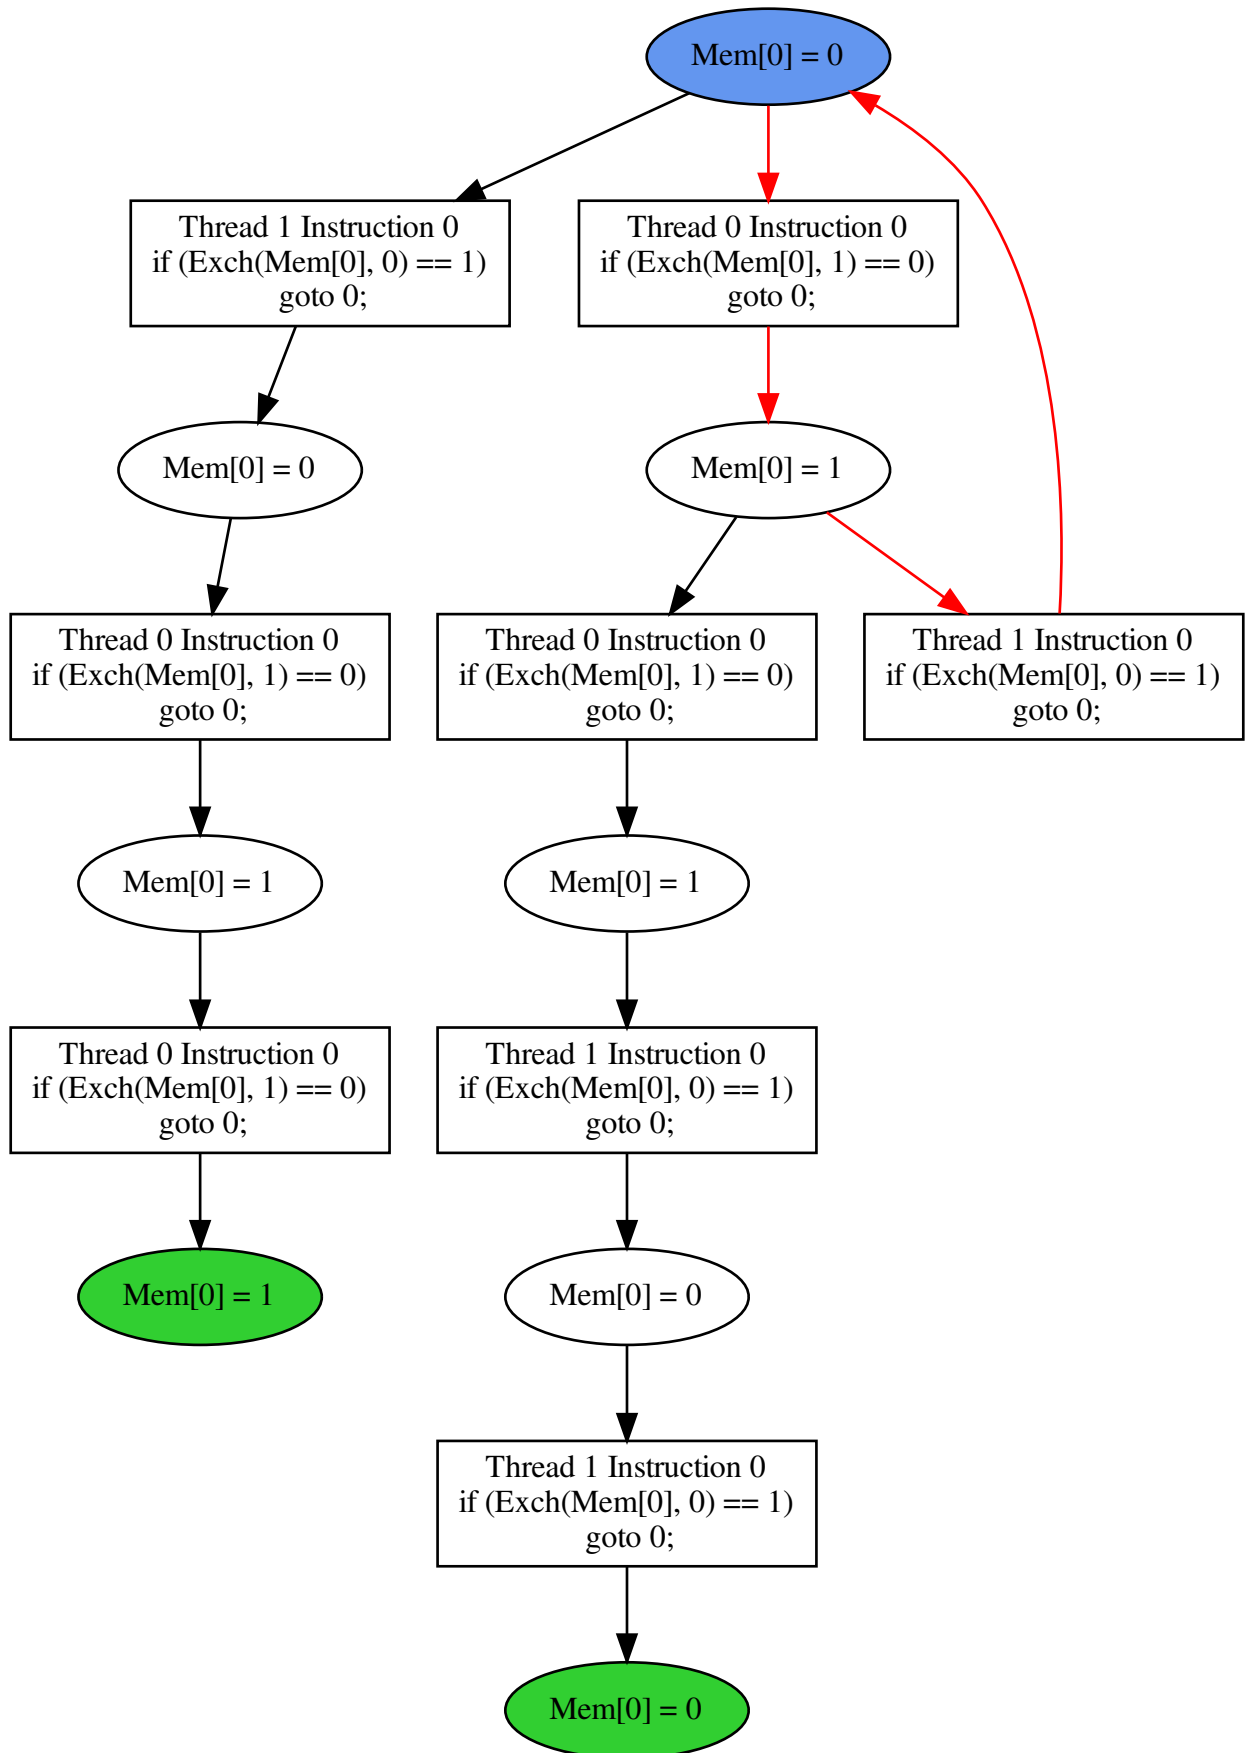 Mem[0] = 0
Thread 1 Instruction 0
if (Exch(Mem[0], 0) == 1)
goto 0;
Thread 0 Instruction 0
if (Exch(Mem[0], 1) == 0)
goto 0;
Mem[0] = 0
Mem[0] = 1
Thread 0 Instruction 0
if (Exch(Mem[0], 1) == 0)
goto 0;
Thread 0 Instruction 0
if (Exch(Mem[0], 1) == 0)
goto 0;
Thread 1 Instruction 0
if (Exch(Mem[0], 0) == 1)
goto 0;
Mem[0] = 1
Mem[0] = 1
Thread 0 Instruction 0
if (Exch(Mem[0], 1) == 0)
goto 0;
Thread 1 Instruction 0
if (Exch(Mem[0], 0) == 1)
goto 0;
Mem[0] = 1
Mem[0] = 0
Thread 1 Instruction 0
if (Exch(Mem[0], 0) == 1)
goto 0;
Mem[0] = 0